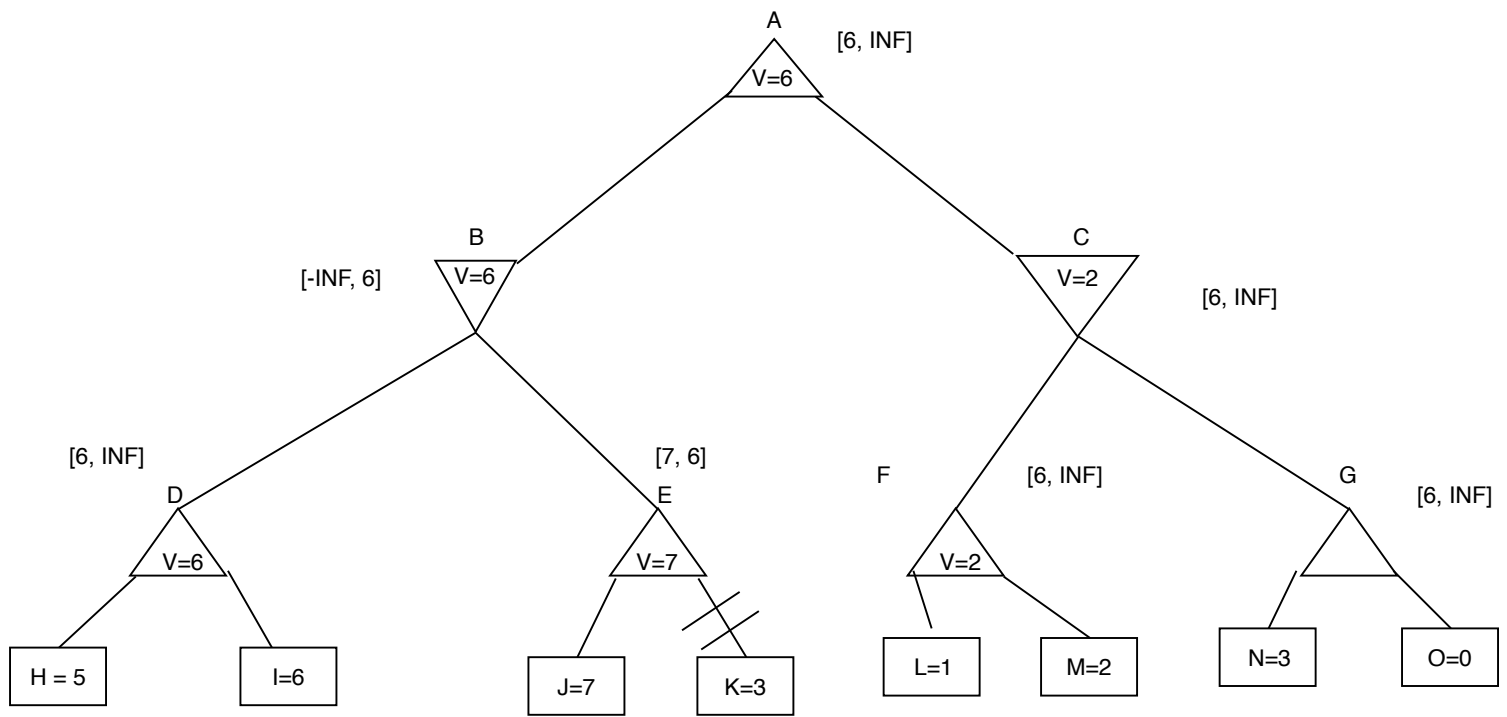 A
[6, INF]
V=6
B
C
[-INF, 6]
V=6
V=2
[6, INF]
[6, INF]
[7, 6]
D
E
F
[6, INF]
G
[6, INF]
V=6
V=7
V=2
H = 5
I=6
J=7
K=3
L=1
M=2
N=3
O=0